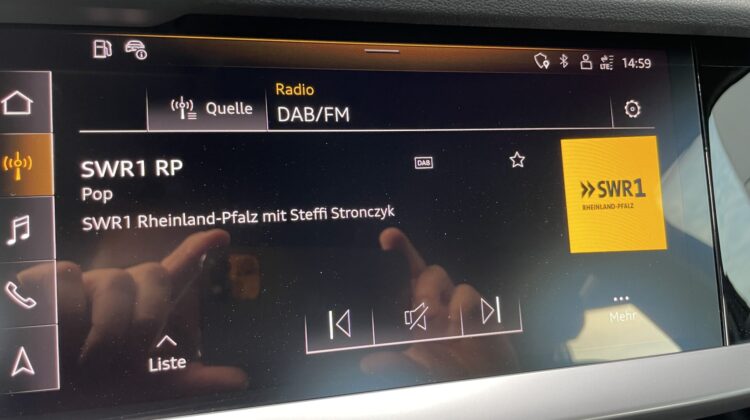 LTE
14:59
Quelle
Radio
DAB/FM
SWR1 RP
DAB
Pop
SWR1 Rheinland-Pfalz mit Steffi Stronczyk
SWR1
RHEINLAND-PFALZ
Liste
Mehr